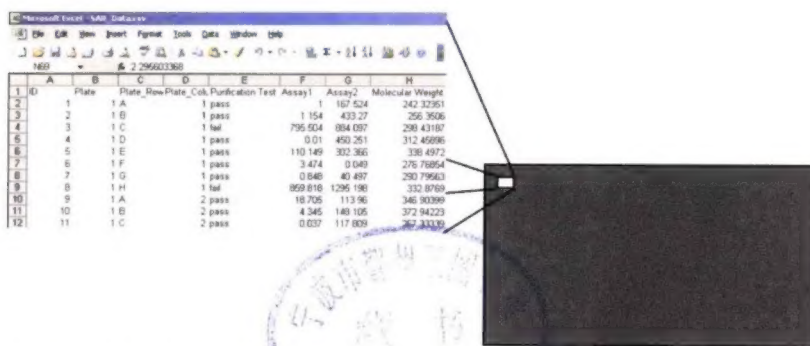 Microsoft Excel - SAR_Data.csv
File Edit View Insert Format Tools Data Window Help
N69 2.295603368
A B C D E F G H
1 ID Plate Plate_Row Plate_Col Purification Test Assay1 Assay2 Molecular Weight
2 1 1 A 1 pass 1 167.524 242.32351
3 2 1 B 1 pass 1.154 433.27 256.3506
4 3 1 C 1 fail 795.504 884.097 298.43187
5 4 1 D 1 pass 0.01 450.251 312.45896
6 5 1 E 1 pass 110.149 302.366 338.4972
7 6 1 F 1 pass 3.474 0.049 276.76854
8 7 1 G 1 pass 0.848 40.497 290.79563
9 8 1 H 1 fail 859.818 1295.198 332.8769
10 9 1 A 2 pass 18.705 113.96 346.90399
11 10 1 B 2 pass 4.345 148.105 372.94223
12 11 1 C 2 pass 0.037 117.809